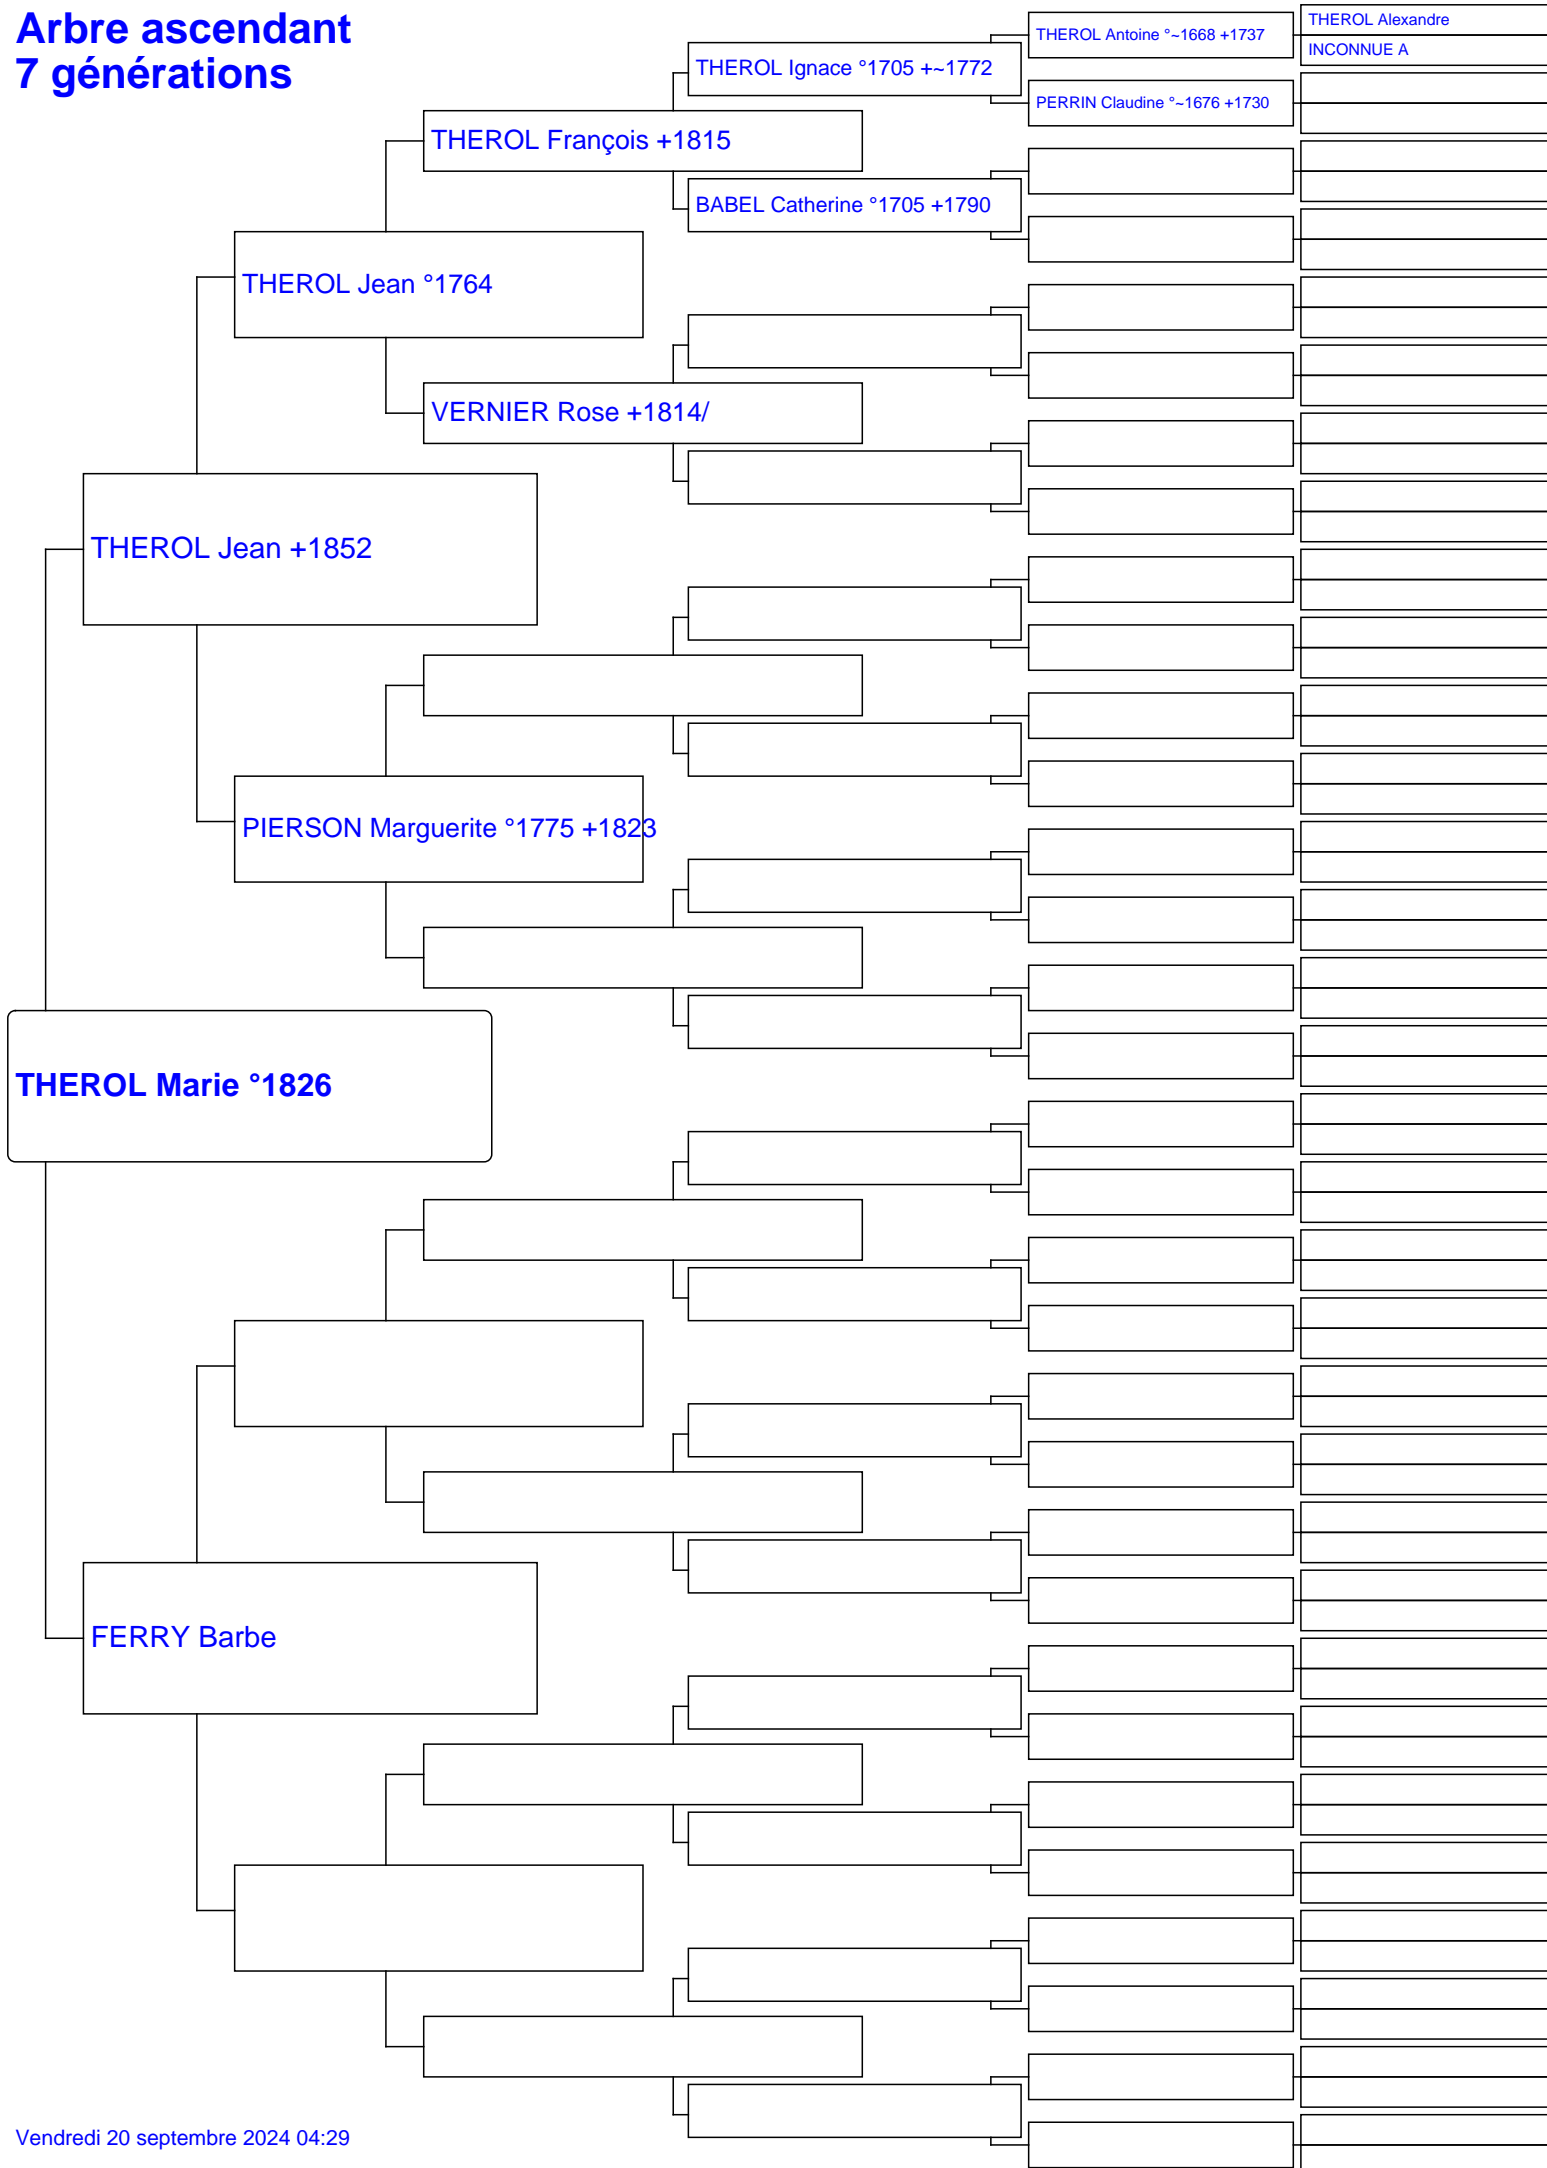 Arbre ascendant
7 générations
THEROL Antoine °~1668 +1737
THEROL Alexandre
INCONNUE A
THEROL Ignace °1705 +~1772
PERRIN Claudine °~1676 +1730
THEROL François +1815
BABEL Catherine °1705 +1790
THEROL Jean °1764
VERNIER Rose +1814/
THEROL Jean +1852
PIERSON Marguerite °1775 +1823
THEROL Marie °1826
FERRY Barbe
Vendredi 20 septembre 2024 04:29